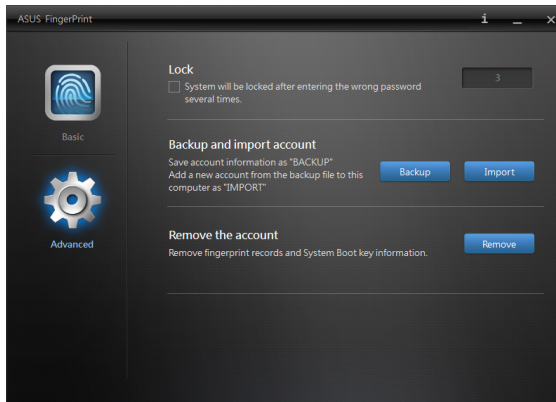 ASUS FingerPrint
Lock
System will be locked after entering the wrong password
several times.
3
Basic
Backup and import account
Save account information as "BACKUP"
Add a new account from the backup file to this
computer as "IMPORT"
Backup
Import
Advanced
Remove the account
Remove fingerprint records and System Boot key information.
Remove